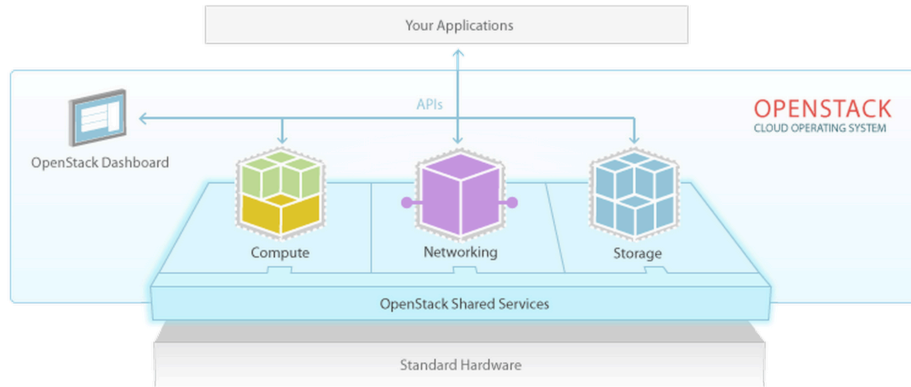 Your Applications
APIs
OPENSTACK
CLOUD OPERATING SYSTEM
OpenStack Dashboard
Compute
Networking
Storage
OpenStack Shared Services
Standard Hardware